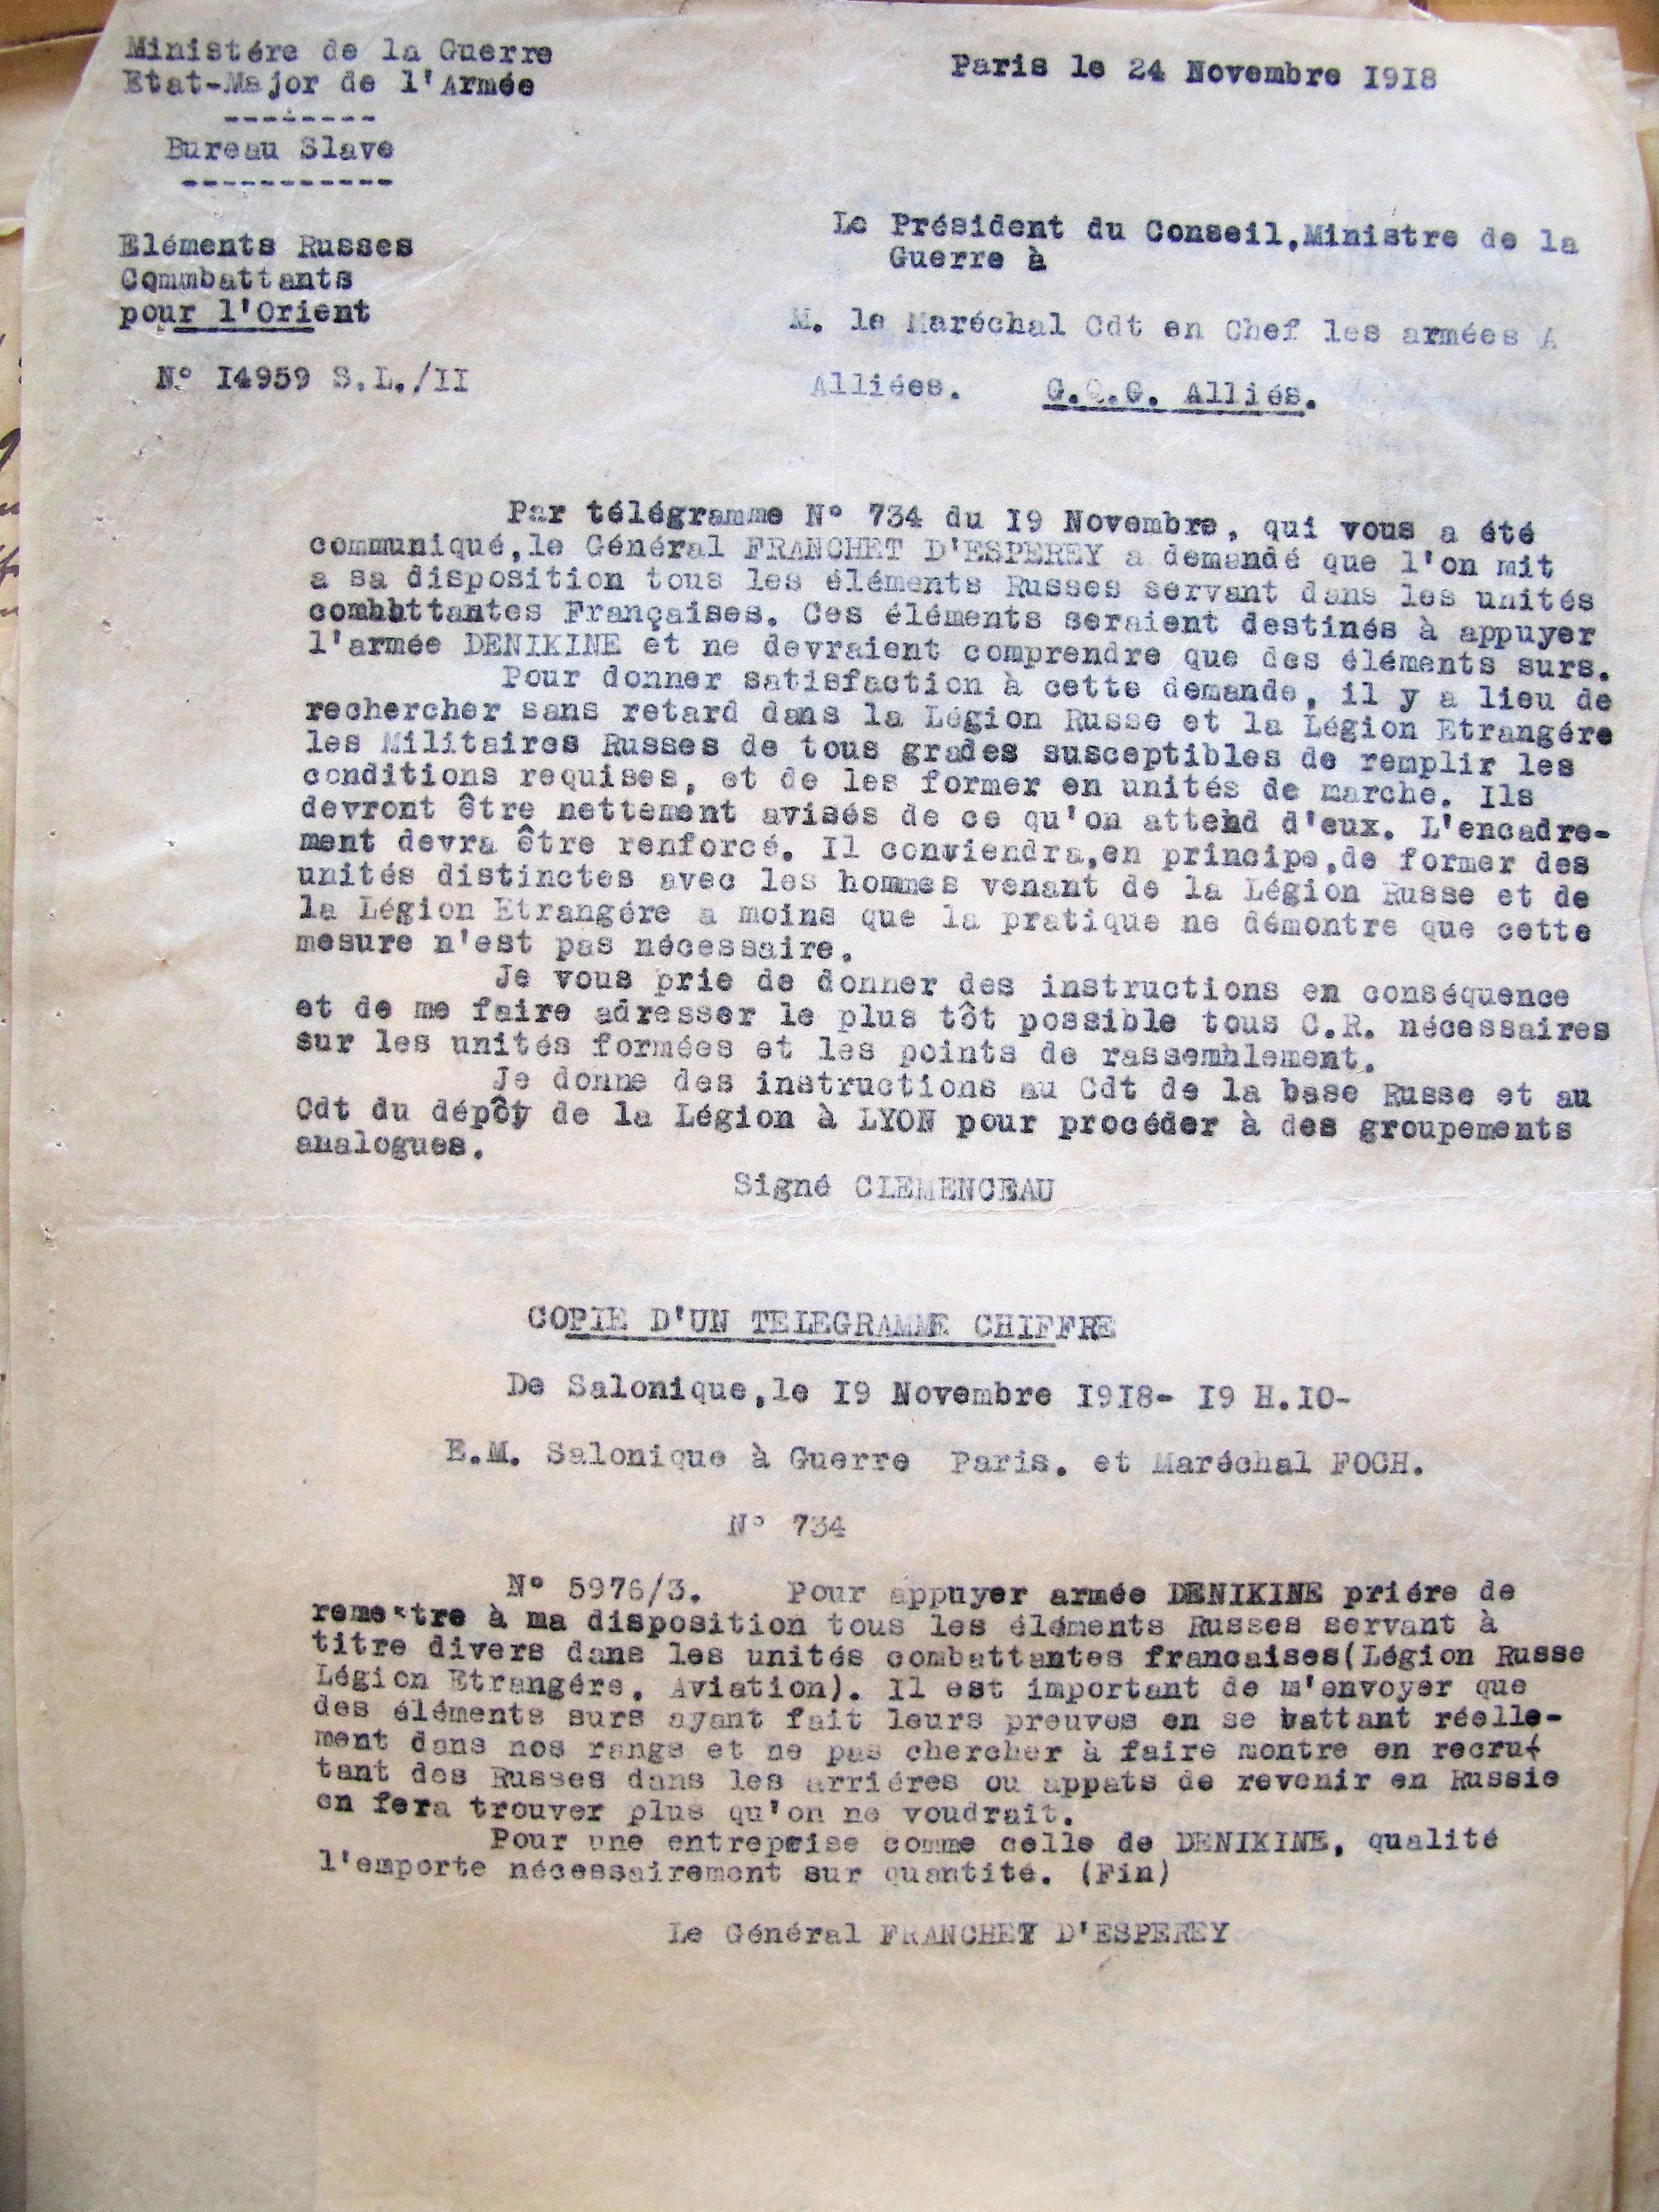 Ministére de la Guerre
Etat-Major de l'Armée
--------
Bureau Slave
-----------
Paris le 24 Novembre 1918
Eléments Russes
Commbattants
pour l'Orient
N° I4959 S.L./II
Le Président du Conseil,Ministre de la
Guerre à
M. le Maréchal Cdt en Chef les armées A
Alliées. G.Q.G. Alliés.
Par télégramme N° 734 du I9 Novembre, qui vous a été
communiqué,le Général FRANCHET D'ESPEREY a demandé que l'on mit
a sa disposition tous les éléments Russes servant dans les unités
combbttantes Françaises. Ces éléments seraient destinés à appuyer
l'armée DENIKINE et ne devraient comprendre que des éléments surs.
Pour donner satisfaction à cette demande, il y a lieu de
rechercher sans retard dans la Légion Russe et la Légion Etrangére
les Militaires Russes de tous grades susceptibles de remplir les
conditions requises, et de les former en unités de marche. Ils
devront être nettement avisés de ce qu'on attend d'eux. L'encadre-
ment devra être renforcé. Il conviendra,en principe,de former des
unités distinctes avec les hommes venant de la Légion Russe et de
la Légion Etrangére a moins que la pratique ne démontre que cette
mesure n'est pas nécessaire.
Je vous prie de donner des instructions en conséquence
et de me faire adresser le plus tôt possible tous C.R. nécessaires
sur les unités formées et les points de rassemblement.
Je donne des instructions au Cdt de la base Russe et au
Cdt du dépôt de la Légion à LYON pour procéder à des groupements
analogues.
Signé CLEMENCEAU
COPIE D'UN TELEGRAMME CHIFFRE
De Salonique,le I9 Novembre I9I8- I9 H.IO-
E.M. Salonique à Guerre Paris. et Maréchal FOCH.
N° 734
N° 5976/3. Pour appuyer armée DENIKINE priére de
remettre à ma disposition tous les éléments Russes servant à
titre divers dans les unités combattantes francaises(Légion Russe
Légion Etrangére, Aviation). Il est important de m'envoyer que
des éléments surs ayant fait leurs preuves en se battant réelle-
ment dans nos rangs et ne pas chercher à faire montre en recru-
tant des Russes dans les arriéres ou appats de revenir en Russie
en fera trouver plus qu'on ne voudrait.
Pour une entreprise comme celle de DENIKINE, qualité
l'emporte nécessairement sur quantité. (Fin)
Le Général FRANCHET D'ESPEREY